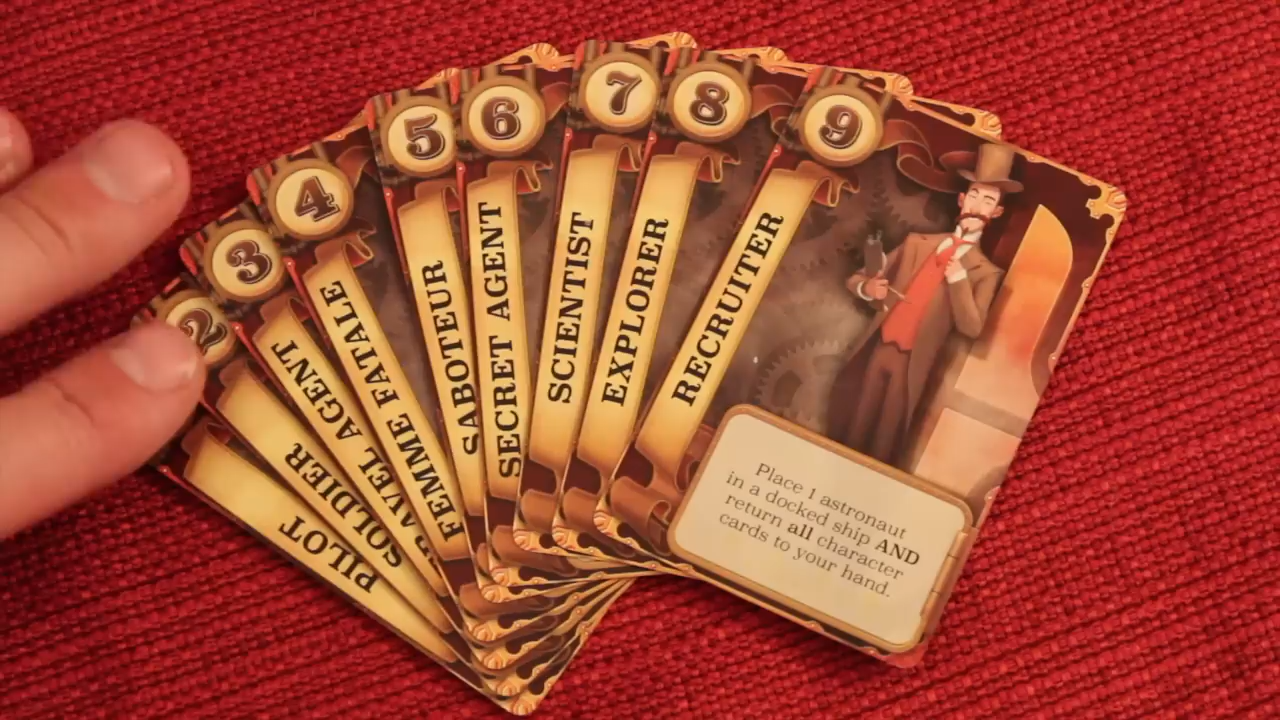 2
3
4
5
6
7
8
9
PILOT
SOLDIER
TRAVEL AGENT
FEMME FATALE
SABOTEUR
SECRET AGENT
SCIENTIST
EXPLORER
RECRUITER
Place 1 astronaut
in a docked ship AND
return all character
cards to your hand.